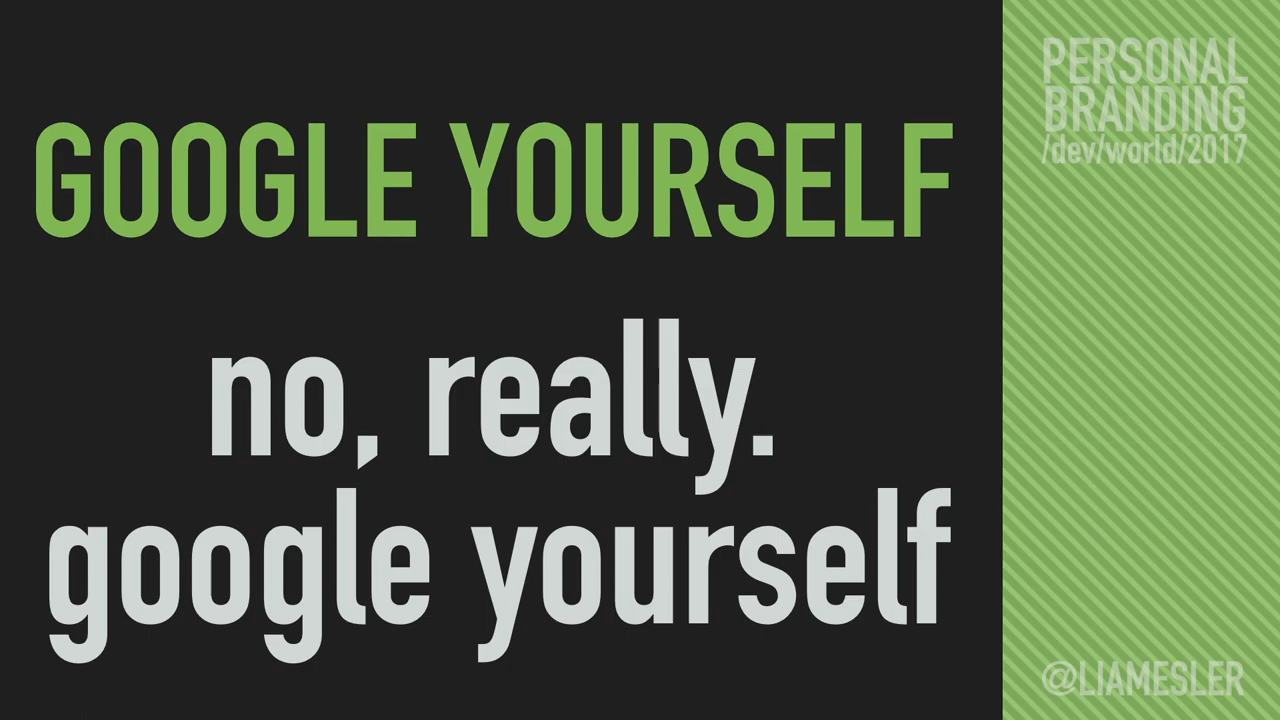 GOOGLE YOURSELF
no, really.
google yourself
PERSONAL
BRANDING
/dev/world/2017
@LIAMESLER